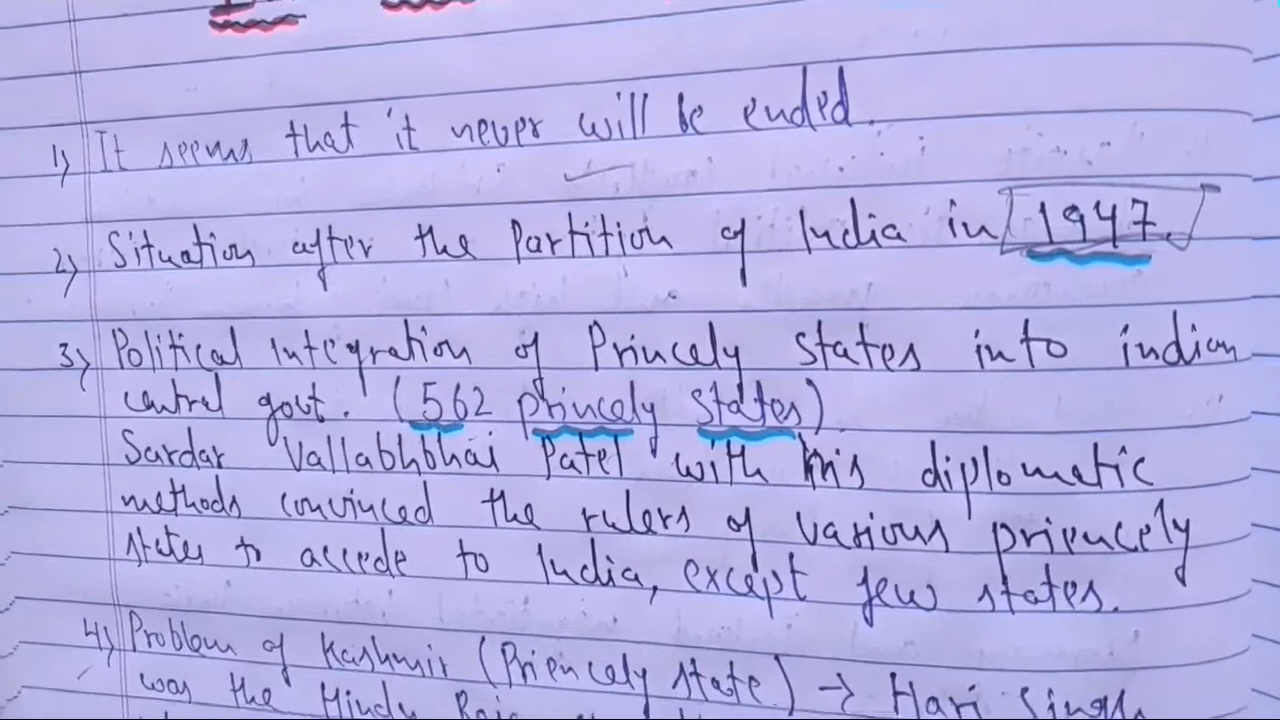 1) It seems that it never will be ended.
2) Situation after the Partition of India in 1947.
3) Political Integration of Princely states into indian
central govt. (562 princely states)
Sardar Vallabhbhai Patel with his diplomatic
methods convinced the rulers of various priencely
states to accede to India, except few states.
4) Problem of Kashmir (Priencely state) → Hari Singh
was the Hindu Raja